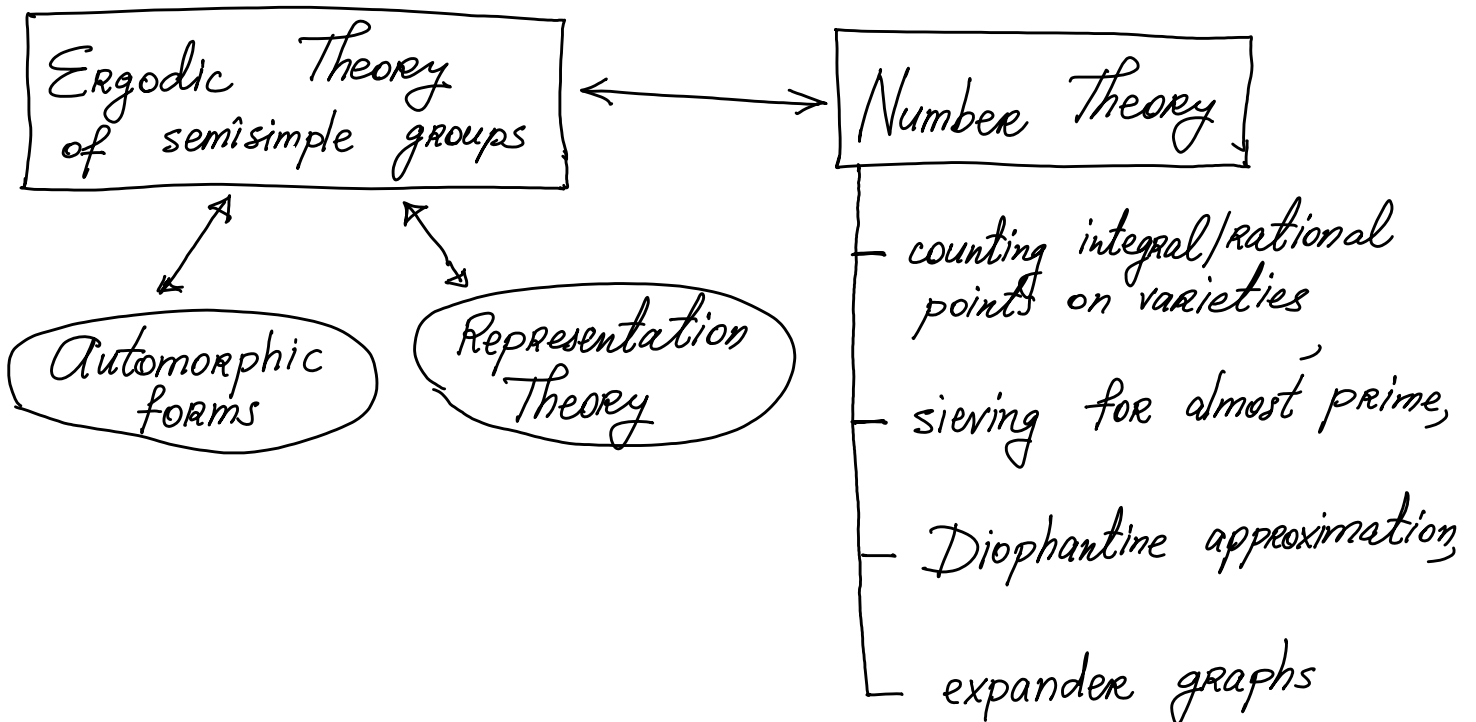 Ergodic Theory
of semisimple groups
Number Theory
Automorphic
forms
Representation
Theory
counting integral/rational
points on varieties,
sieving for almost prime,
Diophantine approximation,
expander graphs